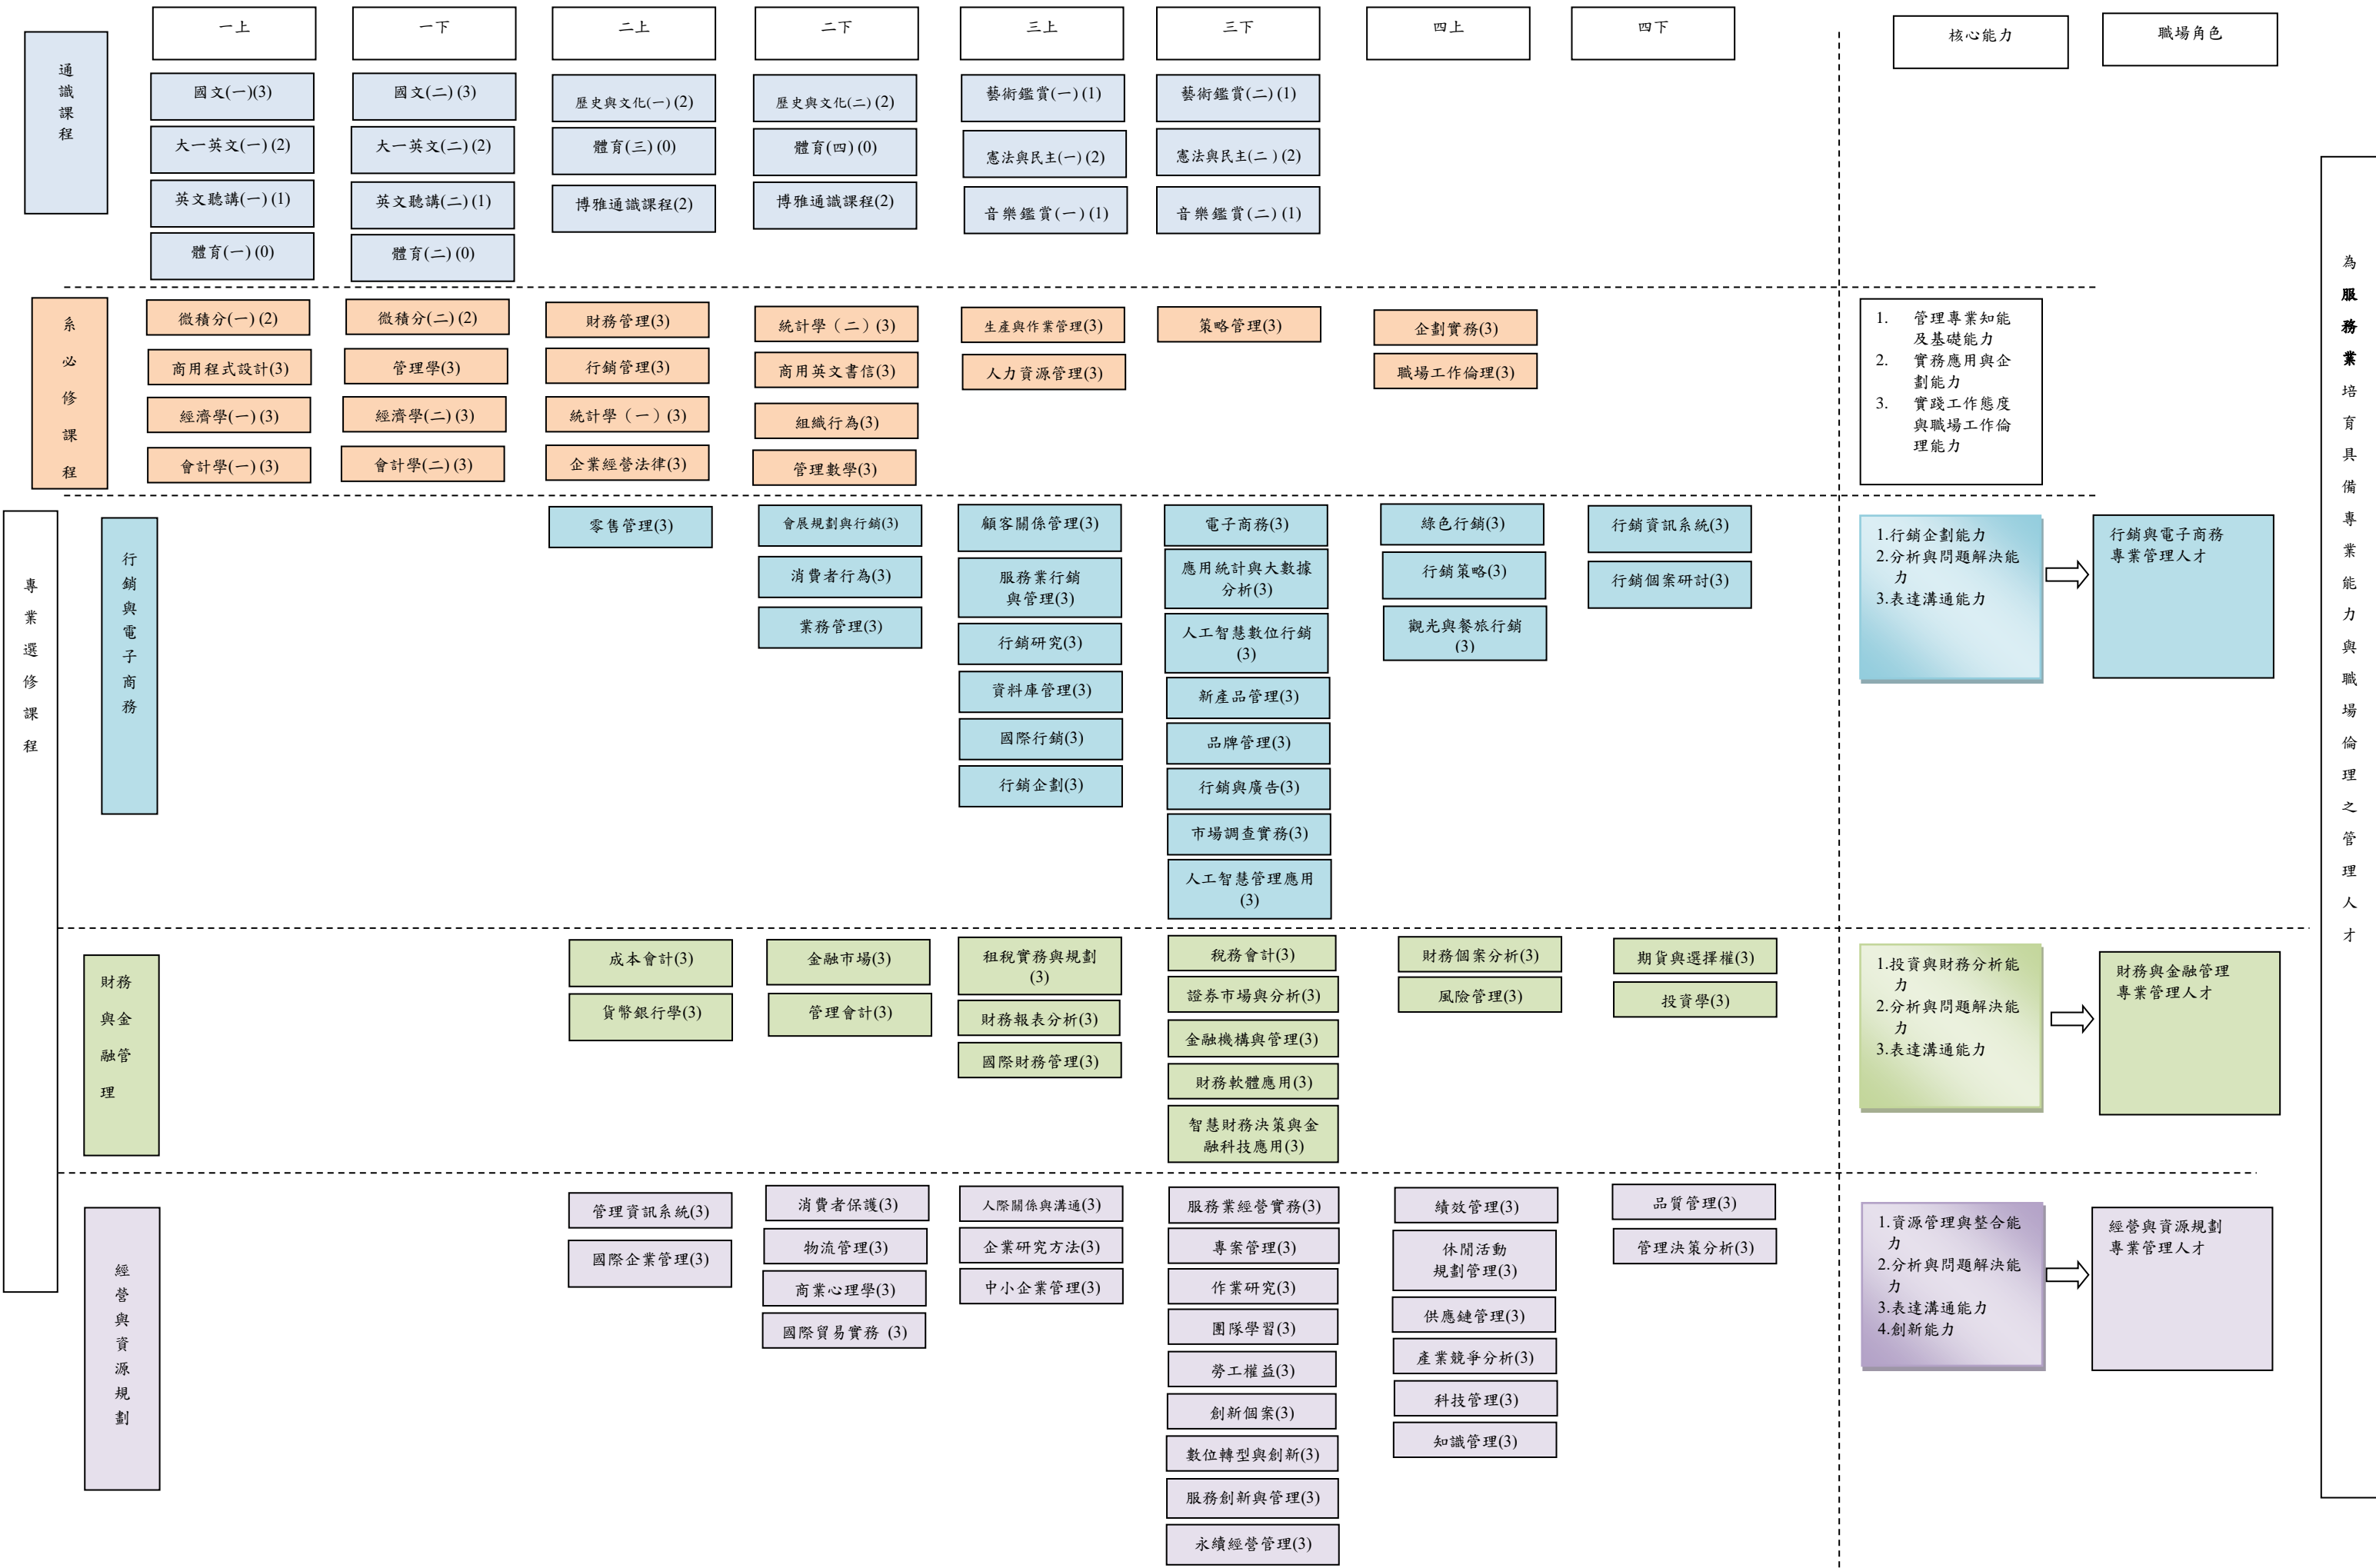 一上
一下
二上
二下
三上
三下
四上
四下
核心能力
職場角色
通識課程
國文(一)(3)
國文(二)(3)
歷史與文化(一)(2)
歷史與文化(二)(2)
藝術鑑賞(一)(1)
藝術鑑賞(二)(1)
大一英文(一)(2)
大一英文(二)(2)
體育(三)(0)
體育(四)(0)
憲法與民主(一)(2)
憲法與民主(二)(2)
英文聽講(一)(1)
英文聽講(二)(1)
博雅通識課程(2)
博雅通識課程(2)
音樂鑑賞(一)(1)
音樂鑑賞(二)(1)
體育(一)(0)
體育(二)(0)
系必修課程
微積分(一)(2)
微積分(二)(2)
財務管理(3)
統計學（二）(3)
生產與作業管理(3)
策略管理(3)
企劃實務(3)
商用程式設計(3)
管理學(3)
行銷管理(3)
商用英文書信(3)
人力資源管理(3)
職場工作倫理(3)
經濟學(一)(3)
經濟學(二)(3)
統計學（一）(3)
組織行為(3)
會計學(一)(3)
會計學(二)(3)
企業經營法律(3)
管理數學(3)
1. 管理專業知能
及基礎能力
2. 實務應用與企
劃能力
3. 實踐工作態度
與職場工作倫
理能力
專業選修課程
行銷與電子商務
零售管理(3)
會展規劃與行銷(3)
消費者行為(3)
業務管理(3)
顧客關係管理(3)
服務業行銷
與管理(3)
行銷研究(3)
資料庫管理(3)
國際行銷(3)
行銷企劃(3)
電子商務(3)
應用統計與大數據
分析(3)
人工智慧數位行銷
(3)
新產品管理(3)
品牌管理(3)
行銷與廣告(3)
市場調查實務(3)
人工智慧管理應用
(3)
綠色行銷(3)
行銷策略(3)
觀光與餐旅行銷
(3)
行銷資訊系統(3)
行銷個案研討(3)
1.行銷企劃能力
2.分析與問題解決能
力
3.表達溝通能力
行銷與電子商務
專業管理人才
財務
與金
融管
理
成本會計(3)
貨幣銀行學(3)
金融市場(3)
管理會計(3)
租稅實務與規劃
(3)
財務報表分析(3)
國際財務管理(3)
稅務會計(3)
證券市場與分析(3)
金融機構與管理(3)
財務軟體應用(3)
智慧財務決策與金
融科技應用(3)
財務個案分析(3)
風險管理(3)
期貨與選擇權(3)
投資學(3)
1.投資與財務分析能
力
2.分析與問題解決能
力
3.表達溝通能力
財務與金融管理
專業管理人才
經營與資源規劃
管理資訊系統(3)
國際企業管理(3)
消費者保護(3)
物流管理(3)
商業心理學(3)
國際貿易實務 (3)
人際關係與溝通(3)
企業研究方法(3)
中小企業管理(3)
服務業經營實務(3)
專案管理(3)
作業研究(3)
團隊學習(3)
勞工權益(3)
創新個案(3)
數位轉型與創新(3)
服務創新與管理(3)
永續經營管理(3)
績效管理(3)
休閒活動
規劃管理(3)
供應鏈管理(3)
產業競爭分析(3)
科技管理(3)
知識管理(3)
品質管理(3)
管理決策分析(3)
1.資源管理與整合能
力
2.分析與問題解決能
力
3.表達溝通能力
4.創新能力
經營與資源規劃
專業管理人才
為服務業培育具備專業能力與職場倫理之管理人才